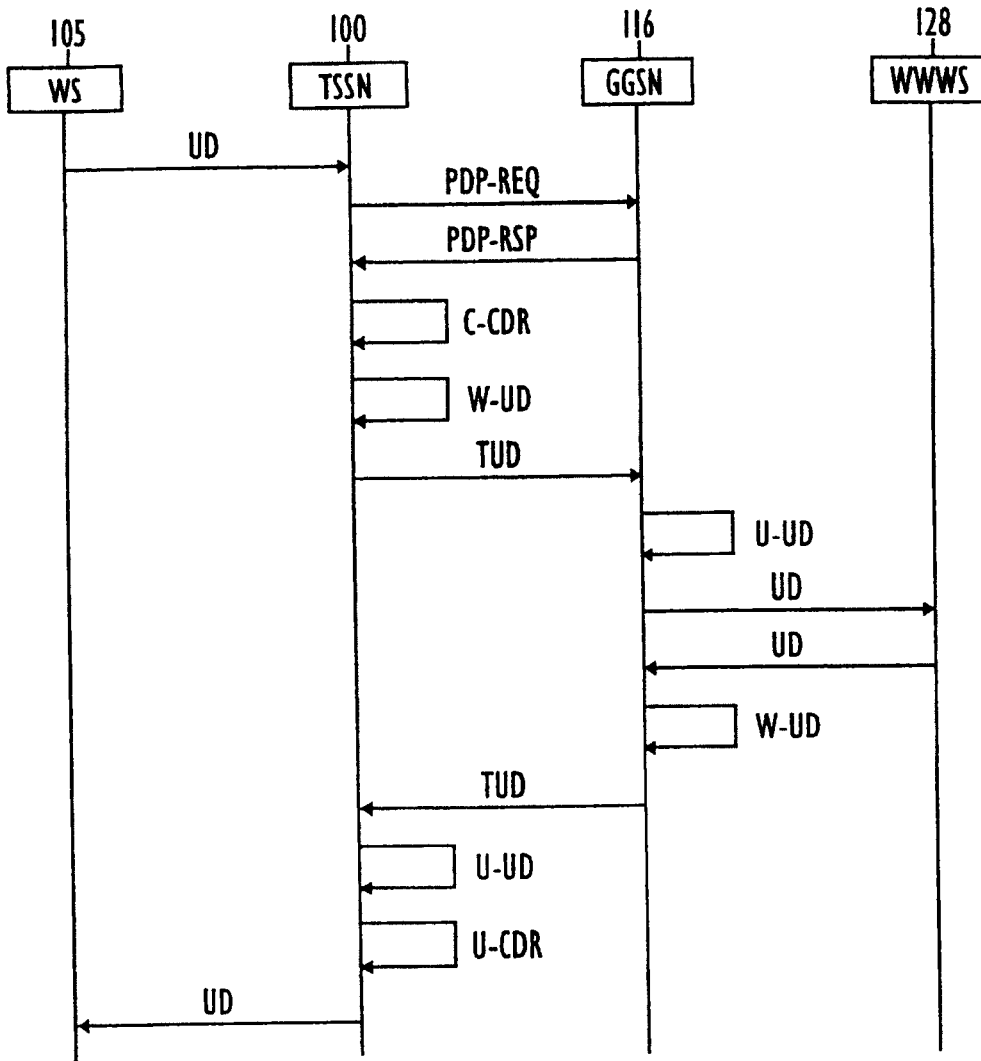 105 100 116 128
WS TSSN GGSN WWWS
UD
PDP-REQ
PDP-RSP
C-CDR
W-UD
TUD
U-UD
UD
UD
W-UD
TUD
U-UD
U-CDR
UD